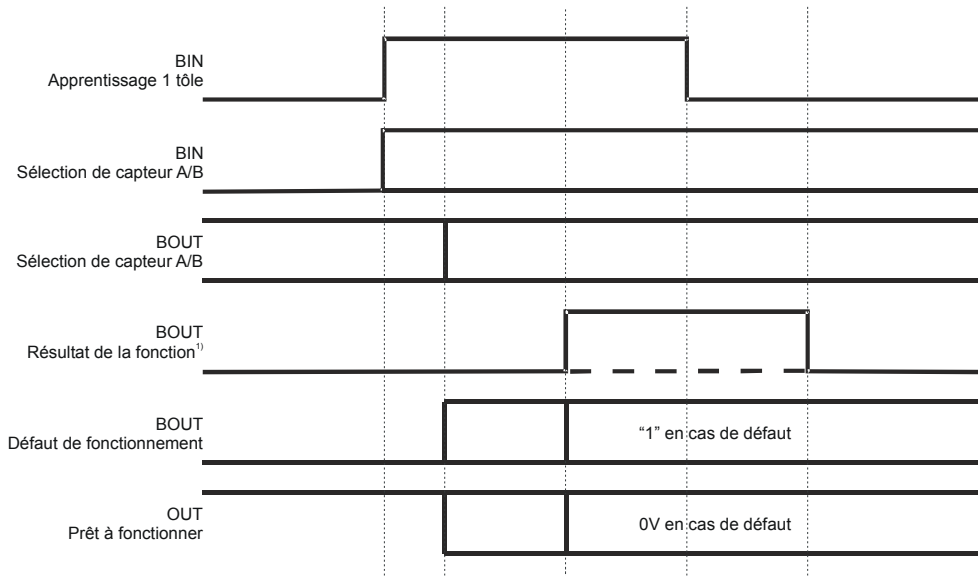 BIN
Apprentissage 1 tôle
BIN
Sélection de capteur A/B
BOUT
Sélection de capteur A/B
BOUT
Résultat de la fonction¹⁾
BOUT
Défaut de fonctionnement
“1” en cas de défaut
OUT
Prêt à fonctionner
0V en cas de défaut